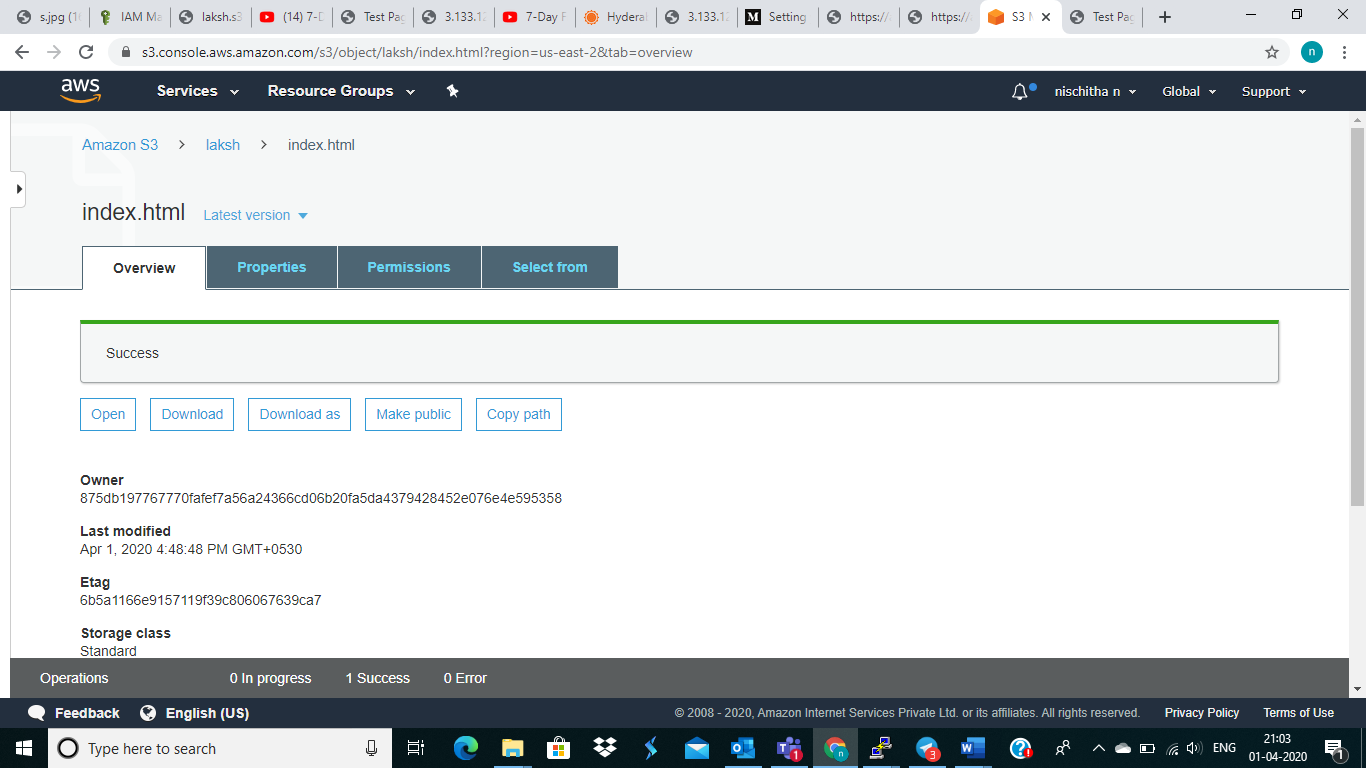 s.jpg (1
IAM Ma
laksh.s3
(14) 7-D
Test Pag
3.133.12
7-Day F
Hyderal
3.133.12
Setting
https://
https://
S3 M
Test Pag
s3.console.aws.amazon.com/s3/object/laksh/index.html?region=us-east-2&tab=overview
n
aws
Services
Resource Groups
nischitha n
Global
Support
Amazon S3 > laksh > index.html
index.html
Latest version
Overview
Properties
Permissions
Select from
Success
Open
Download
Download as
Make public
Copy path
Owner
875db197767770fafef7a56a24366cd06b20fa5da4379428452e076e4e595358
Last modified
Apr 1, 2020 4:48:48 PM GMT+0530
Etag
6b5a1166e9157119f39c806067639ca7
Storage class
Standard
Operations
0 In progress
1 Success
0 Error
Feedback
English (US)
© 2008 - 2020, Amazon Internet Services Private Ltd. or its affiliates. All rights reserved.
Privacy Policy
Terms of Use
Type here to search
1
n
3
ENG
21:03
01-04-2020
1